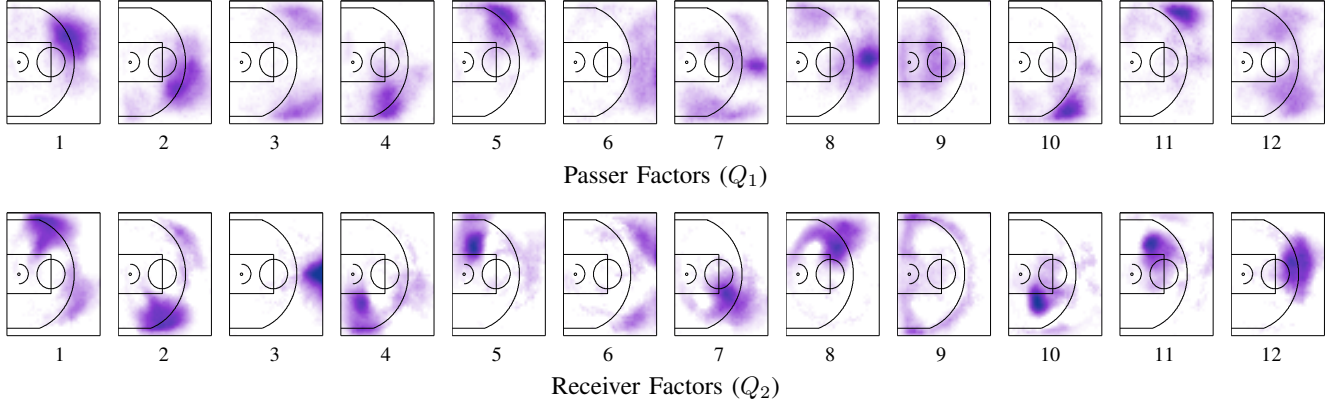 1 2 3 4 5 6 7 8 9 10 11 12
Passer Factors (Q₁)
1 2 3 4 5 6 7 8 9 10 11 12
Receiver Factors (Q₂)